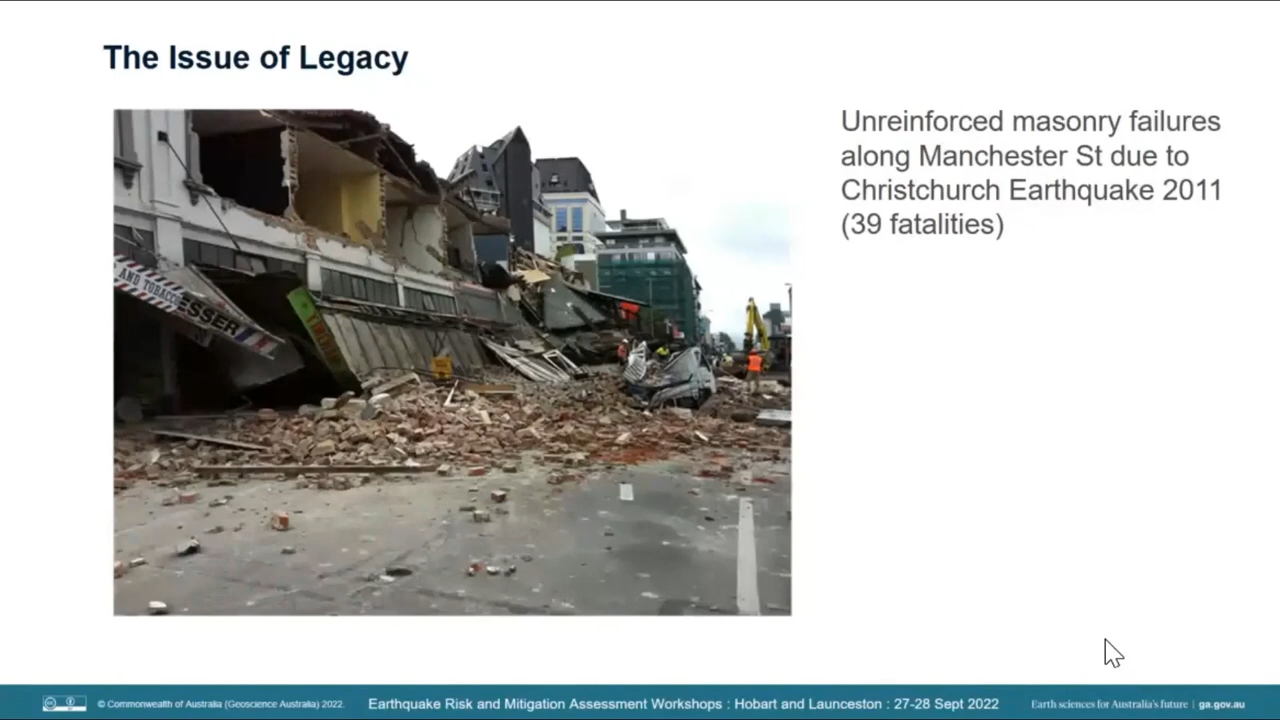 The Issue of Legacy
Unreinforced masonry failures
along Manchester St due to
Christchurch Earthquake 2011
(39 fatalities)
AND TOBACC
ESSER
© Commonwealth of Australia (Geoscience Australia) 2022.
Earthquake Risk and Mitigation Assessment Workshops : Hobart and Launceston : 27-28 Sept 2022
Earth sciences for Australia's future | ga.gov.au